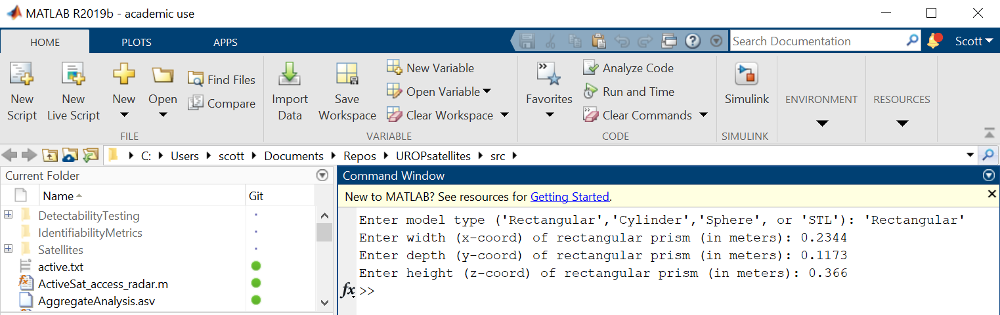 MATLAB R2019b - academic use
HOME PLOTS APPS Search Documentation Scott
New Script New Live Script New Open Find Files Compare Import Data Save Workspace New Variable Open Variable Clear Workspace Favorites Analyze Code Run and Time Clear Commands Simulink ENVIRONMENT RESOURCES
FILE VARIABLE CODE SIMULINK
C: Users scott Documents Repos UROPsatellites src
Current Folder
Name Git
DetectabilityTesting
IdentifiabilityMetrics
Satellites
active.txt
ActiveSat_access_radar.m
AggregateAnalysis.asv
Command Window
New to MATLAB? See resources for Getting Started.
Enter model type ('Rectangular','Cylinder','Sphere', or 'STL'): 'Rectangular'
Enter width (x-coord) of rectangular prism (in meters): 0.2344
Enter depth (y-coord) of rectangular prism (in meters): 0.1173
Enter height (z-coord) of rectangular prism (in meters): 0.366
fx >>